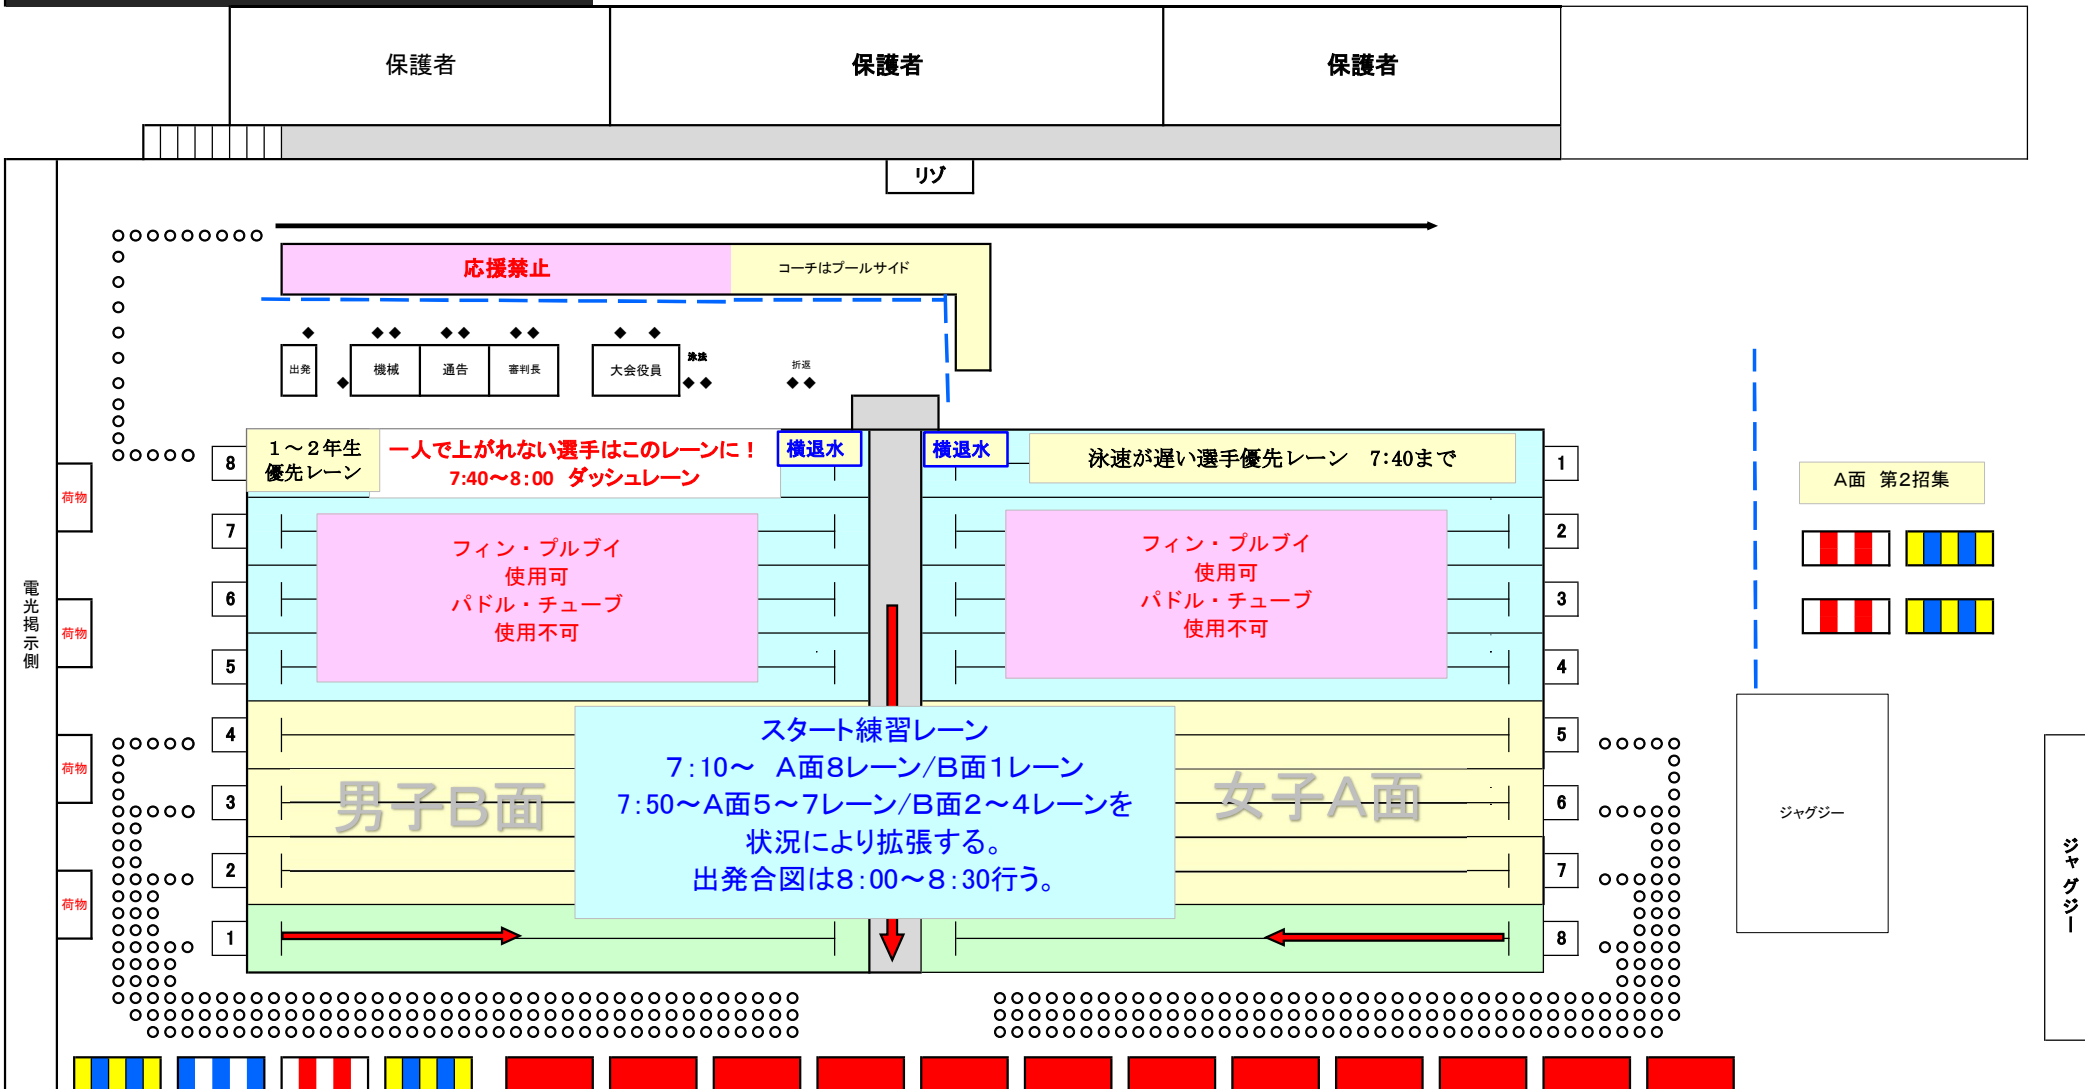 保護者
保護者
保護者
リゾ
応援禁止
コーチはプールサイド
出発
機械
通告
審判長
大会役員
泳法
折返
8
1～2年生
優先レーン
一人で上がれない選手はこのレーンに！
7:40～8:00 ダッシュレーン
横退水
横退水
泳速が遅い選手優先レーン 7:40まで
1
A面 第2招集
荷物
7
フィン・プルブイ
使用可
パドル・チューブ
使用不可
フィン・プルブイ
使用可
パドル・チューブ
使用不可
2
電光掲示側
6
3
荷物
5
4
4
スタート練習レーン
7:10～ A面8レーン/B面1レーン
7:50～A面5～7レーン/B面2～4レーンを
状況により拡張する。
出発合図は8:00～8:30行う。
5
荷物
3
男子B面
女子A面
6
ジャグジー
2
7
荷物
ジャグジー
1
8